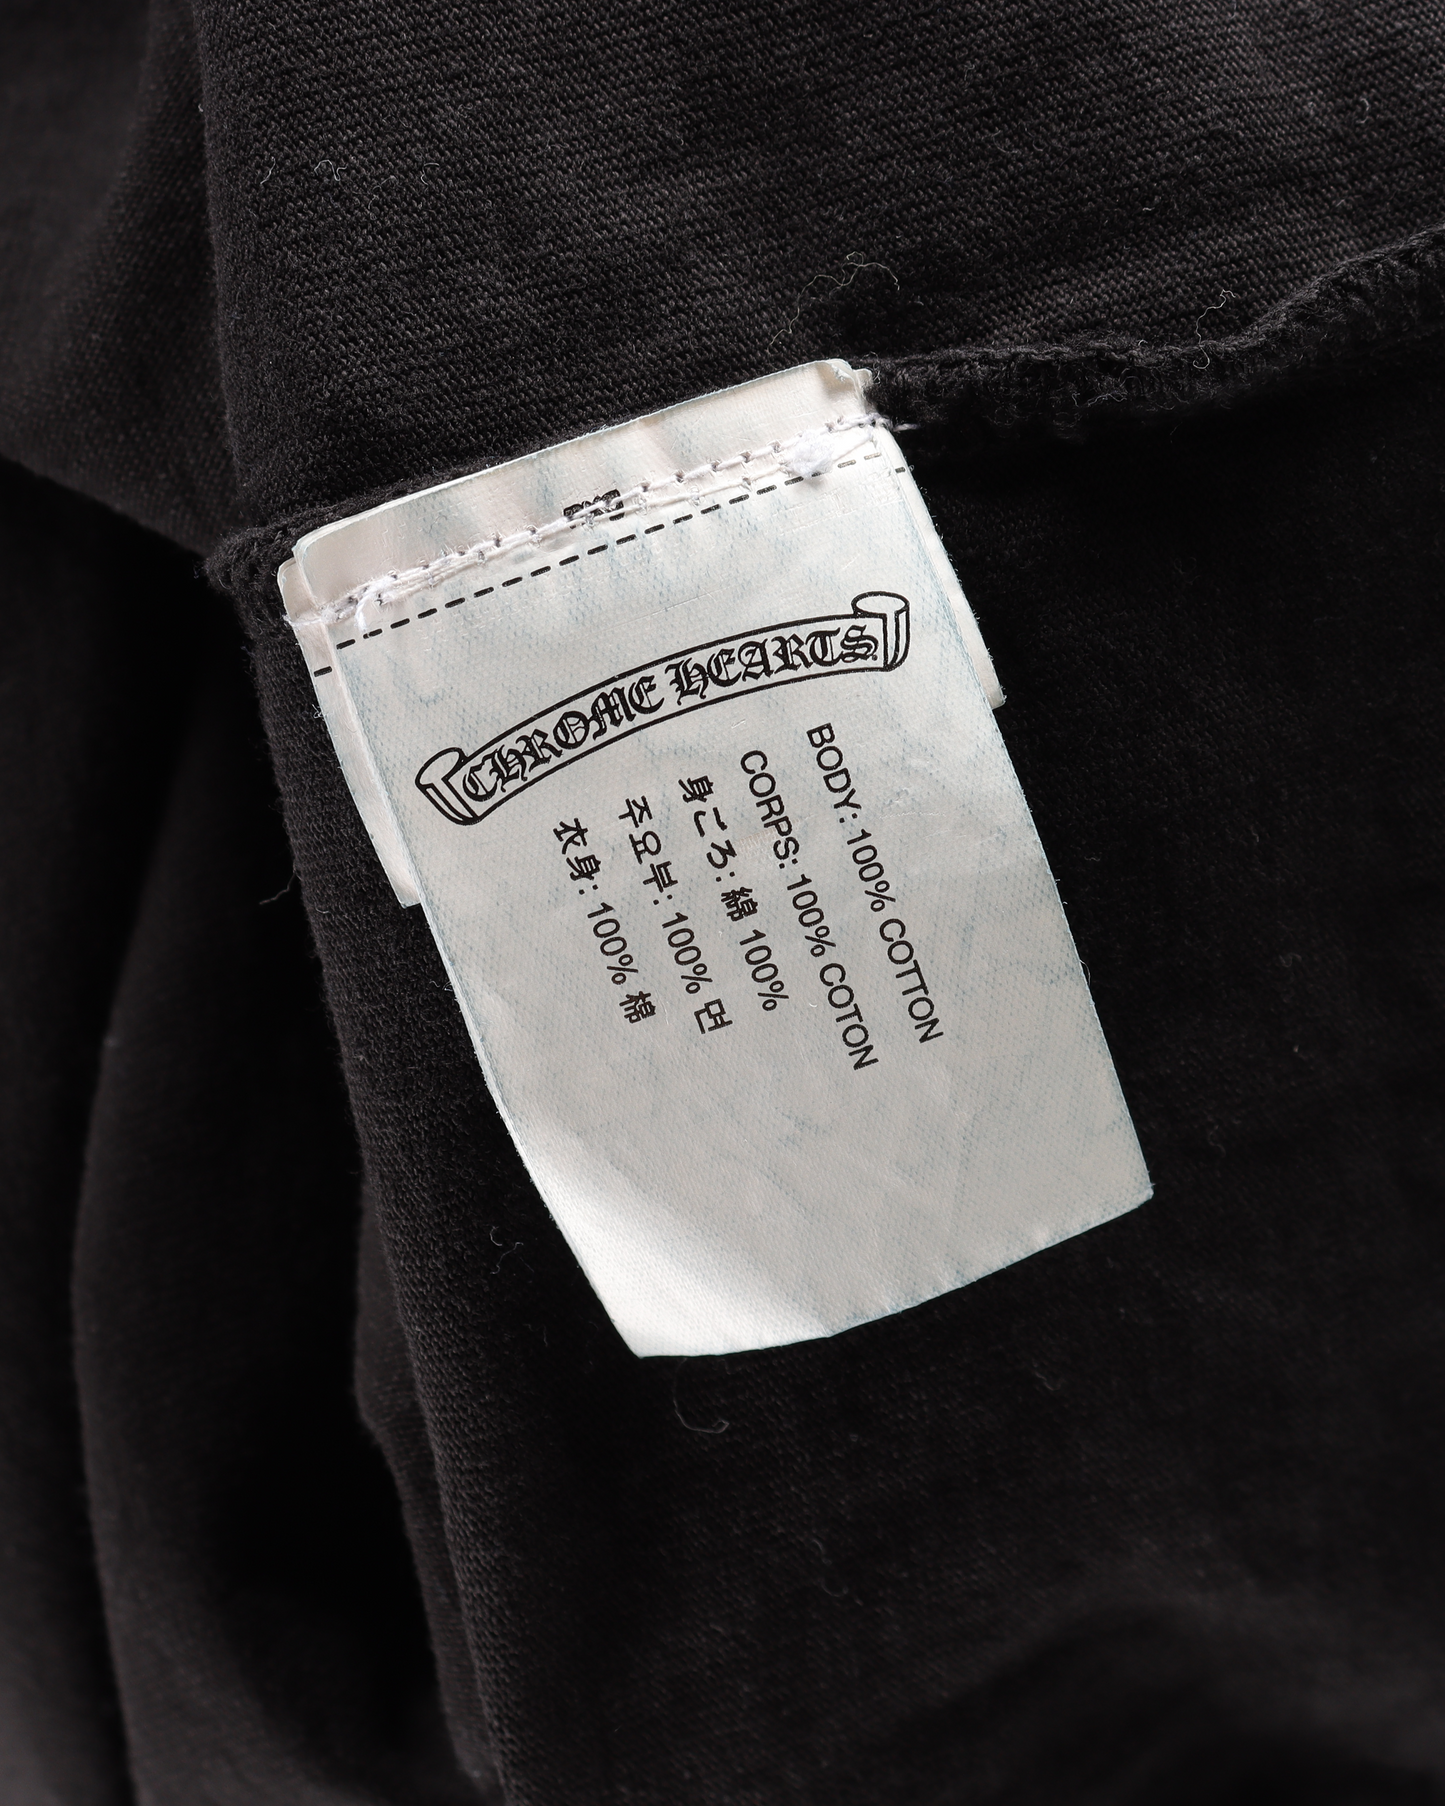 CHROME HEARTS
BODY: 100% COTTON
CORPS: 100% COTON
身ごろ: 綿 100%
주요부: 100% 면
衣身: 100% 棉